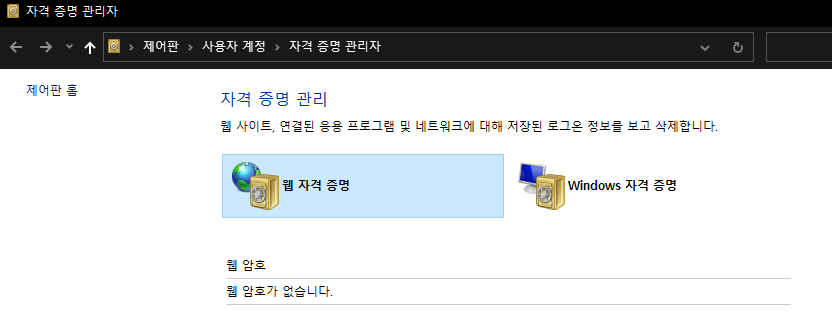 자격 증명 관리자
제어판 > 사용자 계정 > 자격 증명 관리자
제어판 홈
자격 증명 관리
웹 사이트, 연결된 응용 프로그램 및 네트워크에 대해 저장된 로그온 정보를 보고 삭제합니다.
웹 자격 증명
Windows 자격 증명
웹 암호
웹 암호가 없습니다.